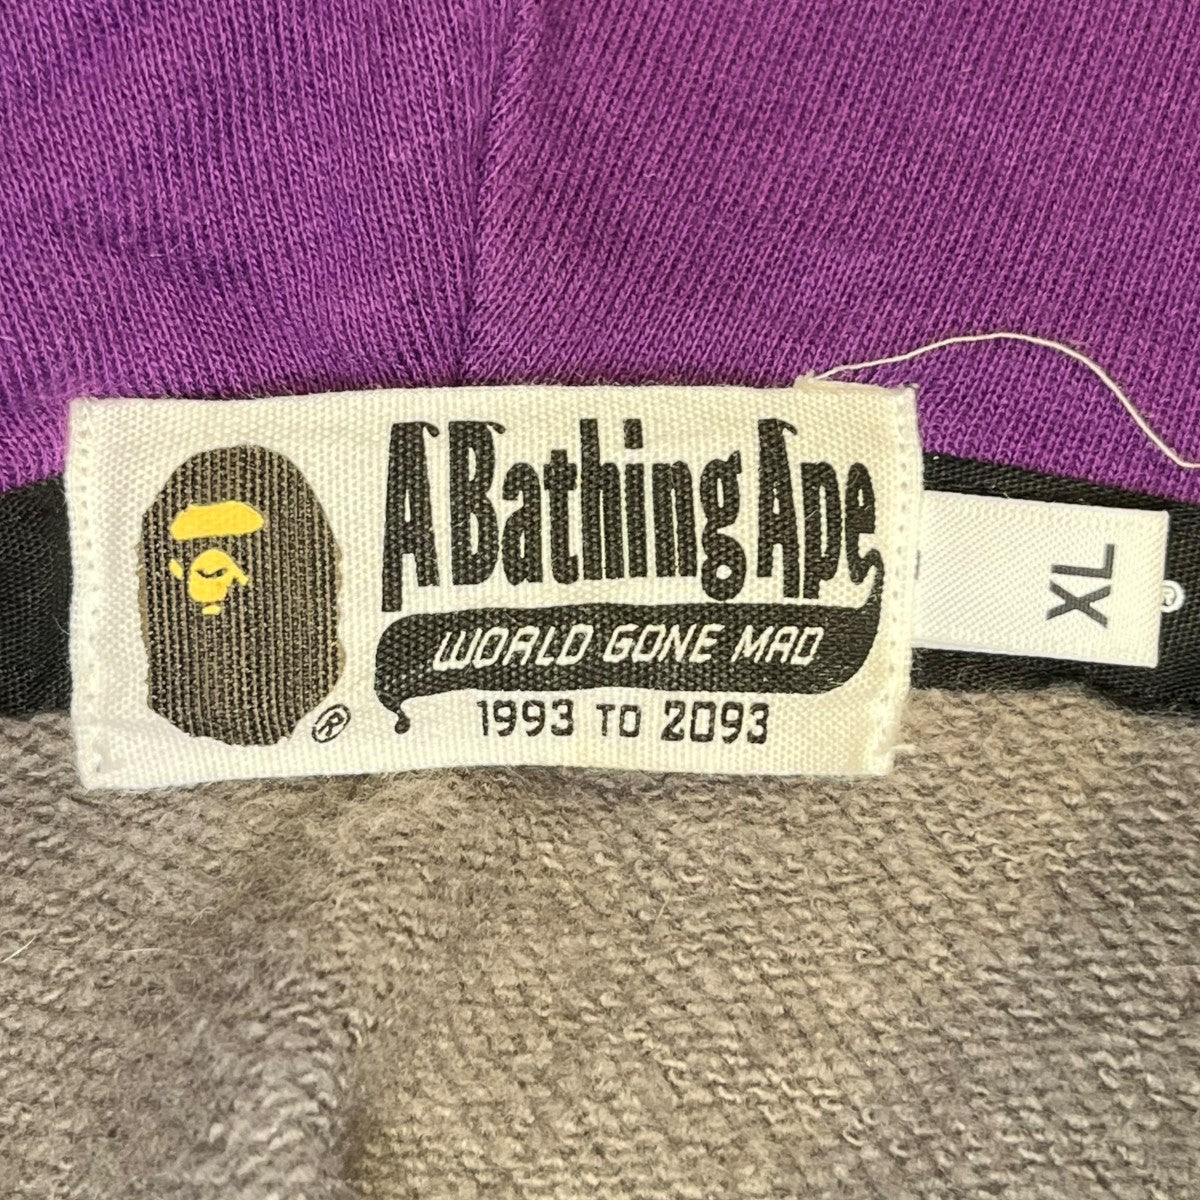 A Bathing Ape
WORLD GONE MAD
1993 TO 2093
®
XL
®